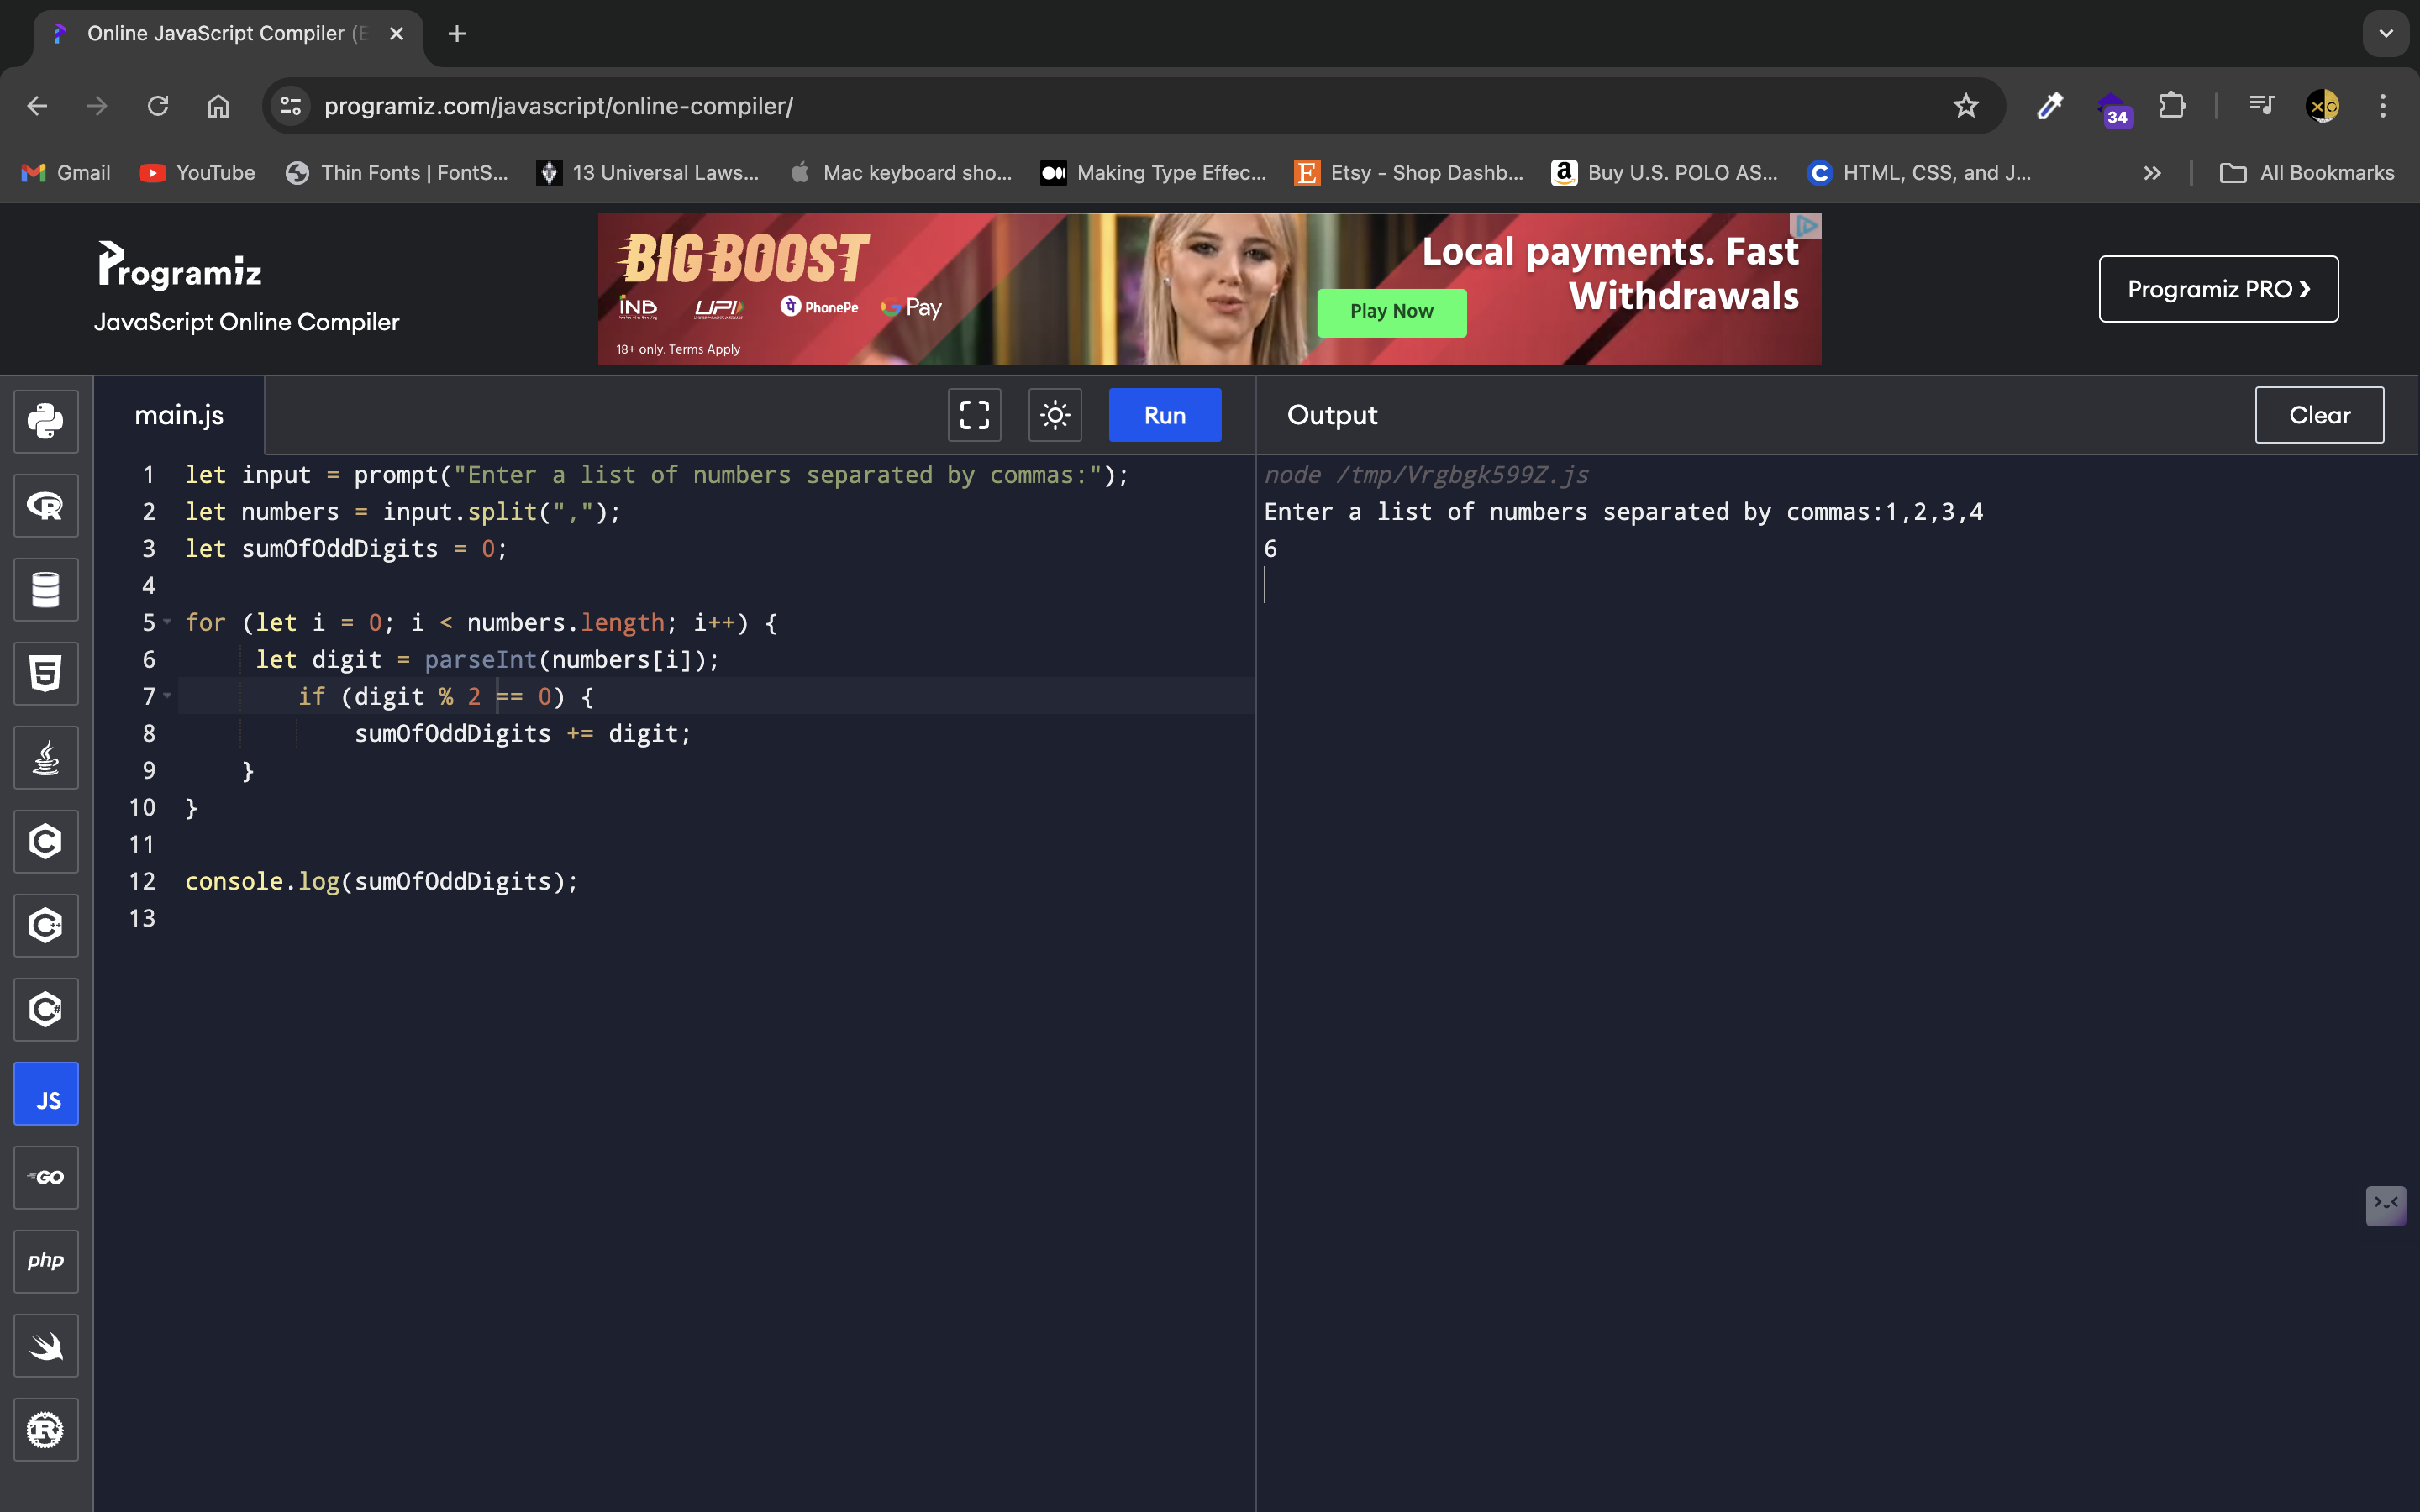 Online JavaScript Compiler (E
programiz.com/javascript/online-compiler/
34
Gmail
YouTube
Thin Fonts | FontS...
13 Universal Laws...
Mac keyboard sho...
Making Type Effec...
Etsy - Shop Dashb...
Buy U.S. POLO AS...
HTML, CSS, and J...
All Bookmarks
Programiz
JavaScript Online Compiler
BIG BOOST
INB
UPI
PhonePe
G Pay
18+ only. Terms Apply
Play Now
Local payments. Fast
Withdrawals
Programiz PRO ❯
main.js
Run
Output
Clear
1 let input = prompt("Enter a list of numbers separated by commas:");
2 let numbers = input.split(",");
3 let sumOfOddDigits = 0;
4
5 for (let i = 0; i < numbers.length; i++) {
6 let digit = parseInt(numbers[i]);
7 if (digit % 2 == 0) {
8 sumOfOddDigits += digit;
9 }
10 }
11
12 console.log(sumOfOddDigits);
13
node /tmp/Vrgbgk599Z.js
Enter a list of numbers separated by commas:1,2,3,4
6
R
5
C
C++
C#
JS
GO
php
R